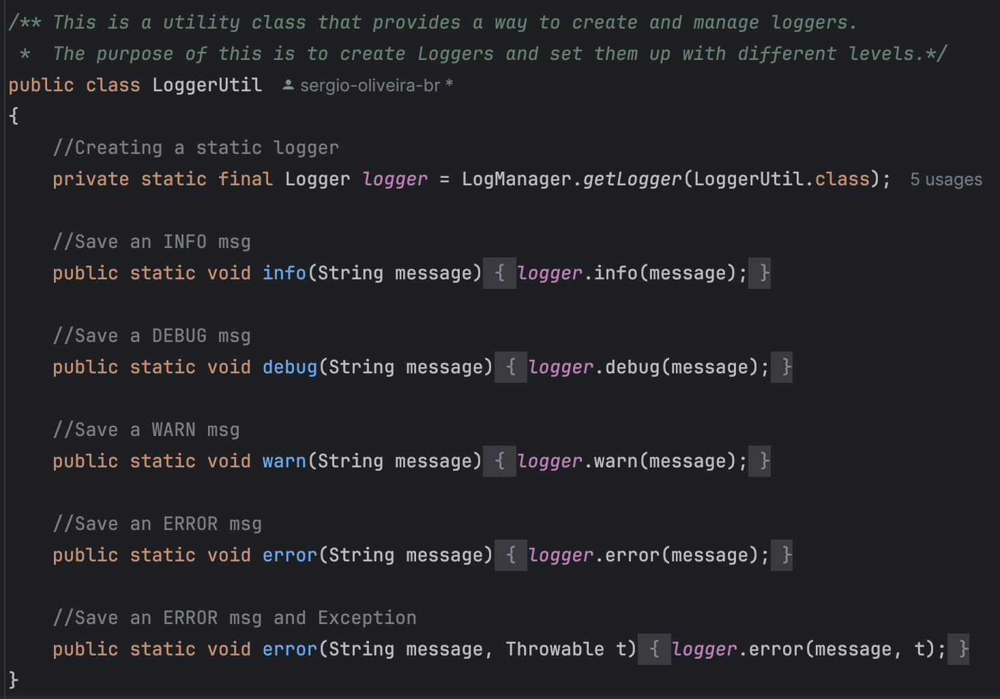 /** This is a utility class that provides a way to create and manage loggers.
 *  The purpose of this is to create Loggers and set them up with different levels.*/
public class LoggerUtil  sergio-oliveira-br *
{
    //Creating a static logger
    private static final Logger logger = LogManager.getLogger(LoggerUtil.class);  5 usages

    //Save an INFO msg
    public static void info(String message) { logger.info(message); }

    //Save a DEBUG msg
    public static void debug(String message) { logger.debug(message); }

    //Save a WARN msg
    public static void warn(String message) { logger.warn(message); }

    //Save an ERROR msg
    public static void error(String message) { logger.error(message); }

    //Save an ERROR msg and Exception
    public static void error(String message, Throwable t) { logger.error(message, t); }
}